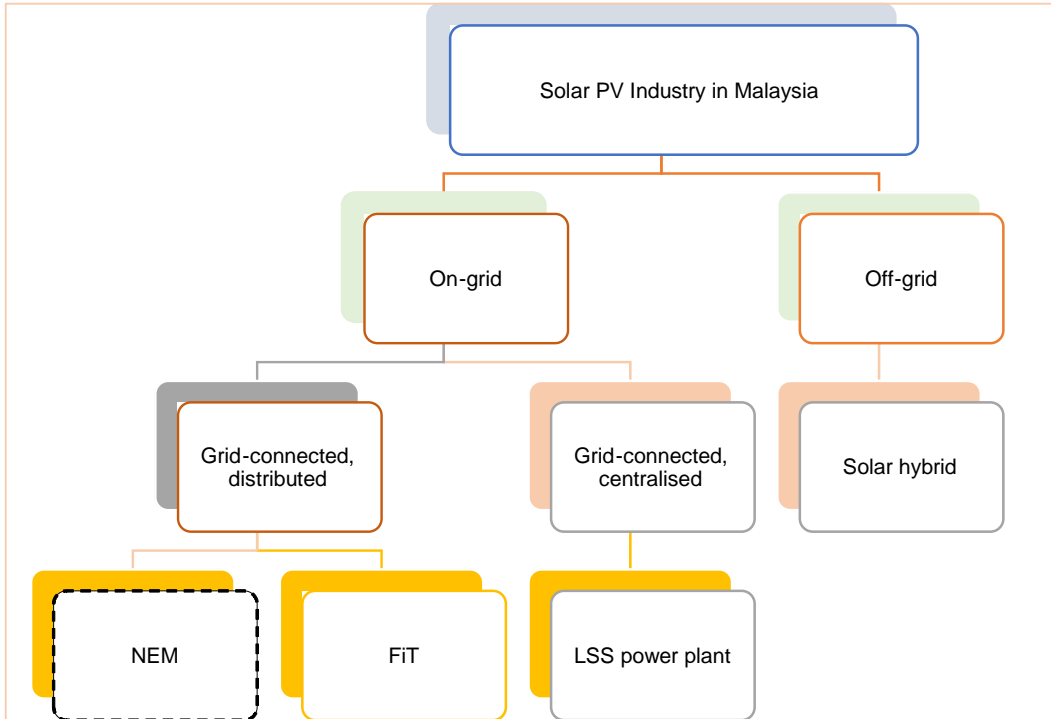 Solar PV Industry in Malaysia
On-grid
Off-grid
Grid-connected,
distributed
Grid-connected,
centralised
Solar hybrid
NEM
FiT
LSS power plant